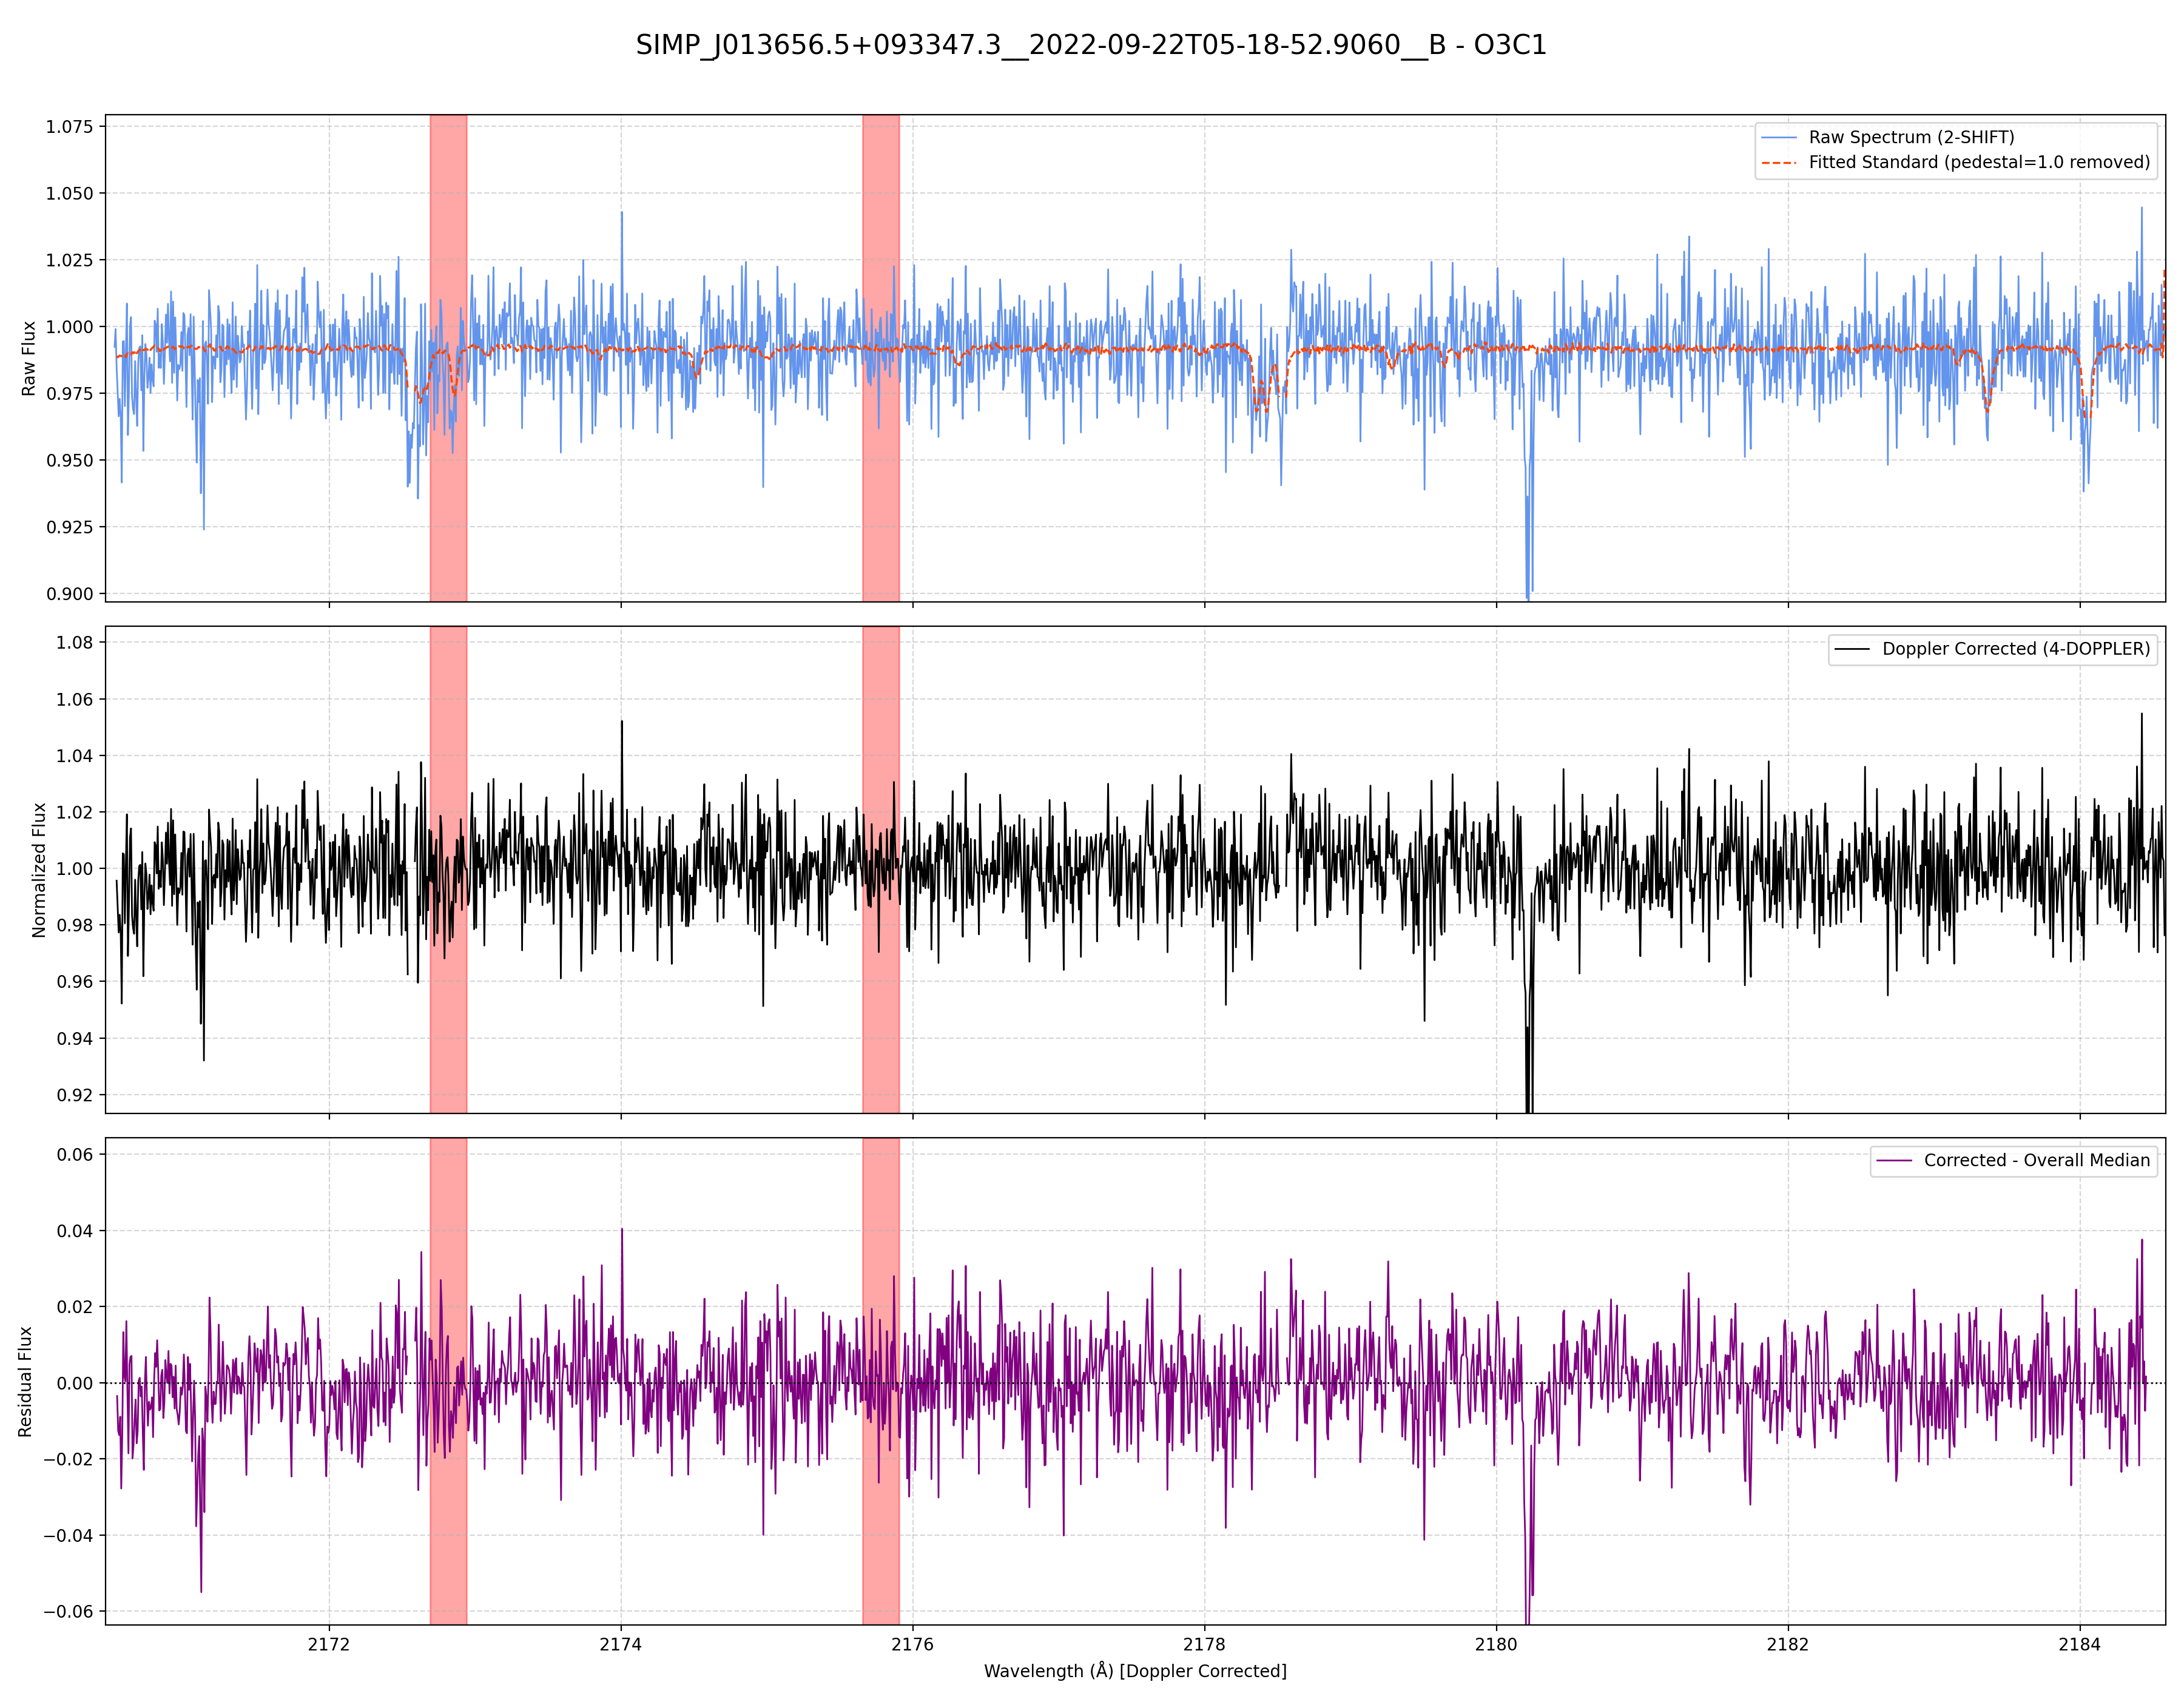 SIMP_J013656.5+093347.3__2022-09-22T05-18-52.9060__B - O3C1
1.075
1.050
1.025
1.000
0.975
0.950
0.925
0.900
Raw Flux
Raw Spectrum (2-SHIFT)
Fitted Standard (pedestal=1.0 removed)
1.08
1.06
1.04
1.02
1.00
0.98
0.96
0.94
0.92
Normalized Flux
Doppler Corrected (4-DOPPLER)
0.06
0.04
0.02
0.00
−0.02
−0.04
−0.06
Residual Flux
Corrected - Overall Median
2172 2174 2176 2178 2180 2182 2184
Wavelength (Å) [Doppler Corrected]